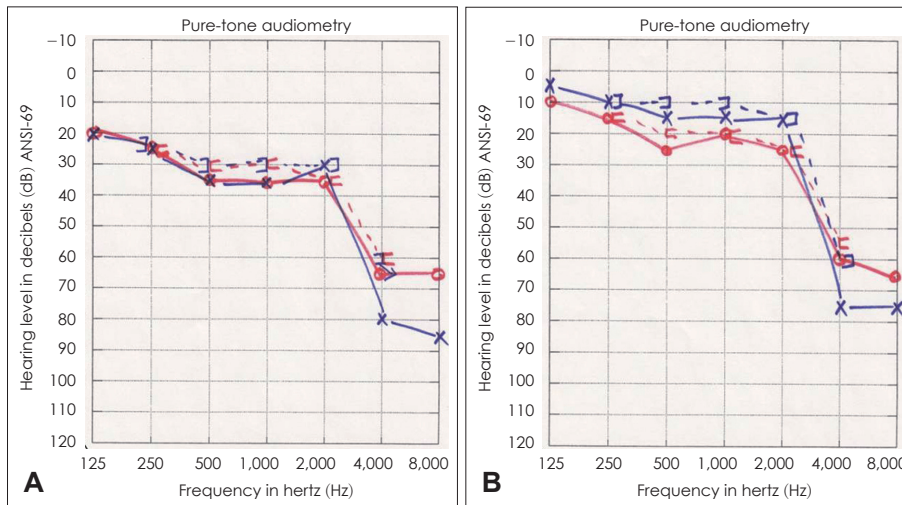 Pure-tone audiometry
Hearing level in decibels (dB) ANSI-69
−10
0
10
20
30
40
50
60
70
80
90
100
110
120
125 250 500 1,000 2,000 4,000 8,000
Frequency in hertz (Hz)
A
Pure-tone audiometry
Hearing level in decibels (dB) ANSI-69
−10
0
10
20
30
40
50
60
70
80
90
100
110
120
125 250 500 1,000 2,000 4,000 8,000
Frequency in hertz (Hz)
B